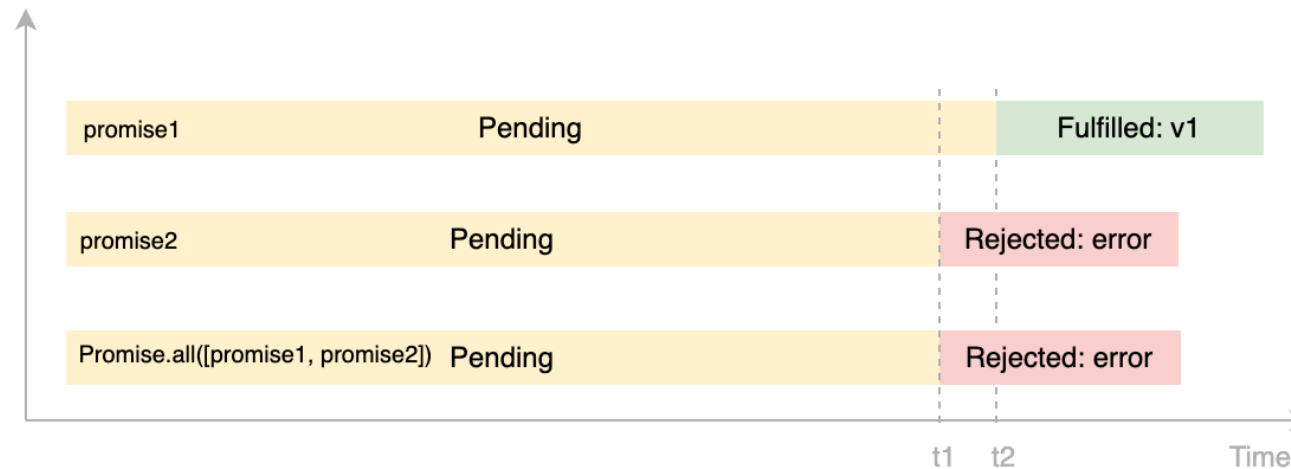 promise1 Pending Fulfilled: v1
promise2 Pending Rejected: error
Promise.all([promise1, promise2]) Pending Rejected: error
t1 t2 Time